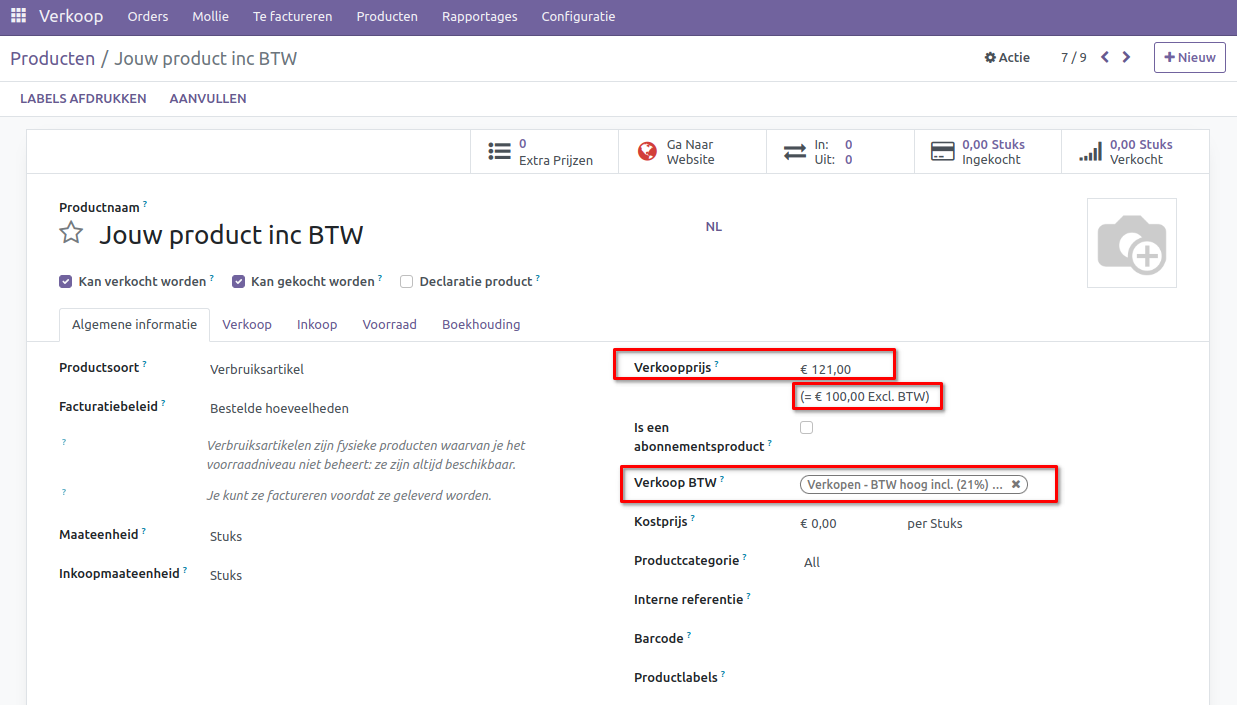 Verkoop Orders Mollie Te factureren Producten Rapportages Configuratie
Producten / Jouw product inc BTW Actie 7 / 9 Nieuw
LABELS AFDRUKKEN AANVULLEN
0
Extra Prijzen
Ga Naar
Website
In: 0
Uit: 0
0,00 Stuks
Ingekocht
0,00 Stuks
Verkocht
Productnaam ?
Jouw product inc BTW NL
Kan verkocht worden ? Kan gekocht worden ? Declaratie product ?
Algemene informatie Verkoop Inkoop Voorraad Boekhouding
Productsoort ? Verbruiksartikel
Facturatiebeleid ? Bestelde hoeveelheden
? Verbruiksartikelen zijn fysieke producten waarvan je het
voorraadniveau niet beheert: ze zijn altijd beschikbaar.
? Je kunt ze factureren voordat ze geleverd worden.
Maateenheid ? Stuks
Inkoopmaateenheid ? Stuks
Verkoopprijs ? € 121,00
(= € 100,00 Excl. BTW)
Is een
abonnementsproduct ?
Verkoop BTW ? Verkopen - BTW hoog incl. (21%) ...
Kostprijs ? € 0,00 per Stuks
Productcategorie ? All
Interne referentie ?
Barcode ?
Productlabels ?